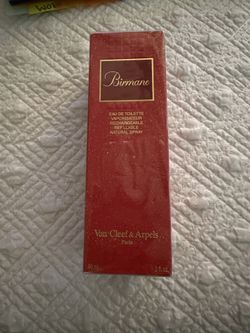 Birmane
EAU DE TOILETTE
VAPORISATEUR
RECHARGEABLE
REFILLABLE
NATURAL SPRAY
Van Cleef & Arpels
Paris